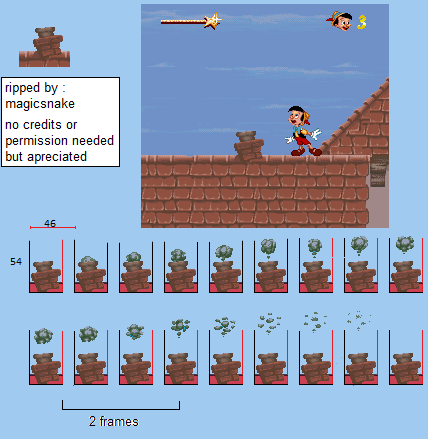 ripped by :
magicsnake
no credits or
permission needed
but apreciated
3
46
54
2 frames